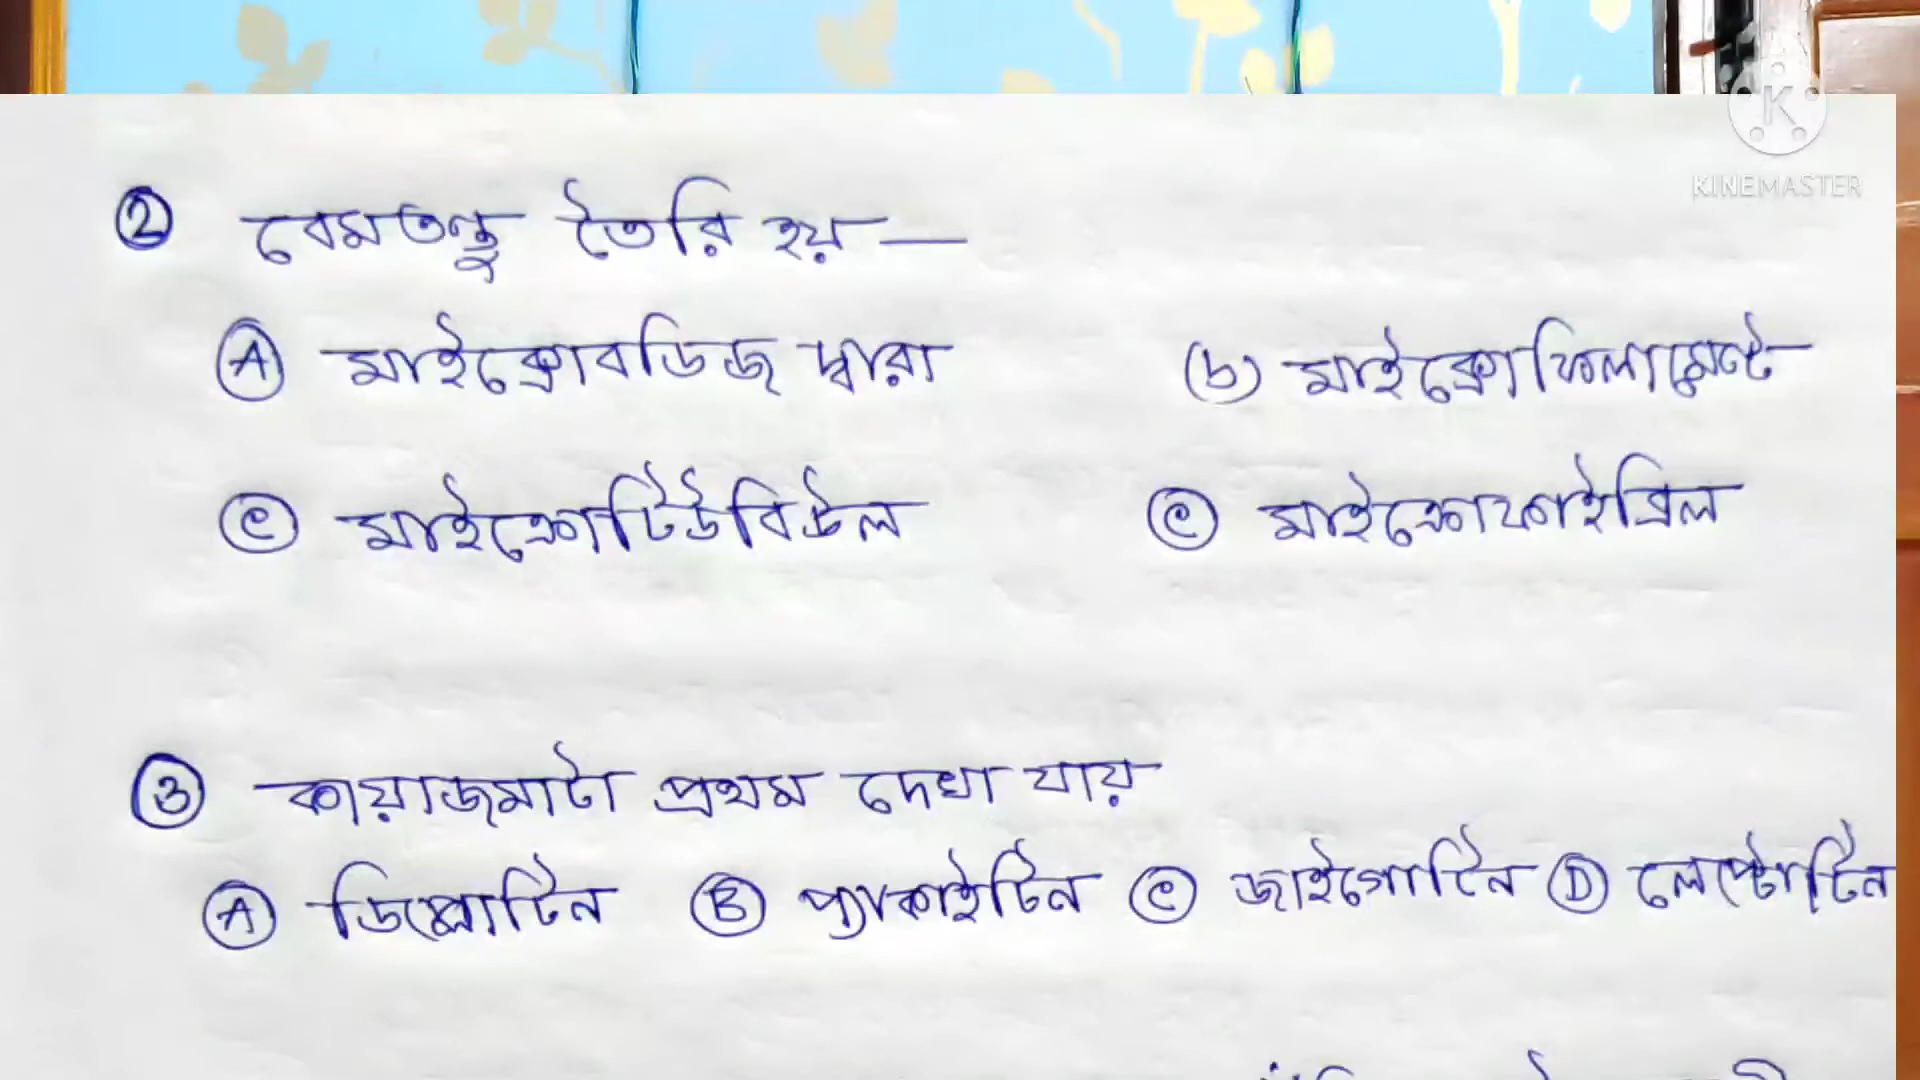 KINEMASTER
② বেমতন্তু তৈরি হয় —
Ⓐ মাইক্রোবডিজ দ্বারা (b) মাইক্রোফিলামেন্ট
Ⓒ মাইক্রোটিউবিউল Ⓒ মাইক্রোফাইব্রিল
③ কায়াজমাটা প্রথম দেখা যায়
Ⓐ ডিপ্লোটিন Ⓑ প্যাকাইটিন Ⓒ জাইগোটিন Ⓓ লেপ্টোটিন